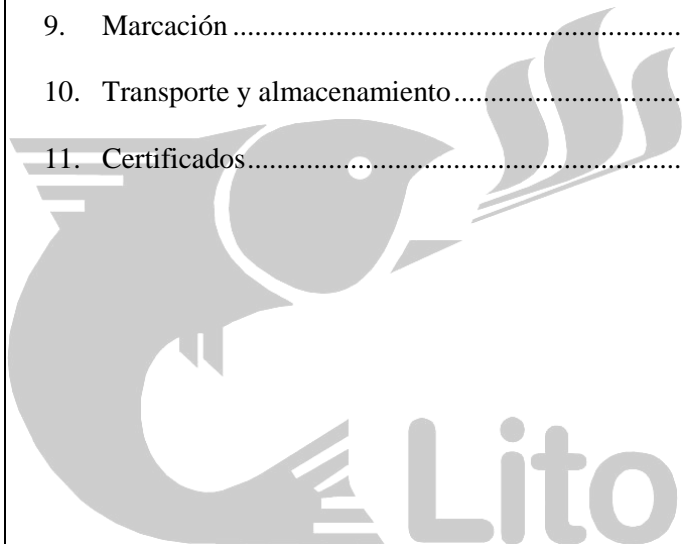 9. Marcación ................................................................
10. Transporte y almacenamiento ................................
11. Certificados ............................................................
Lito